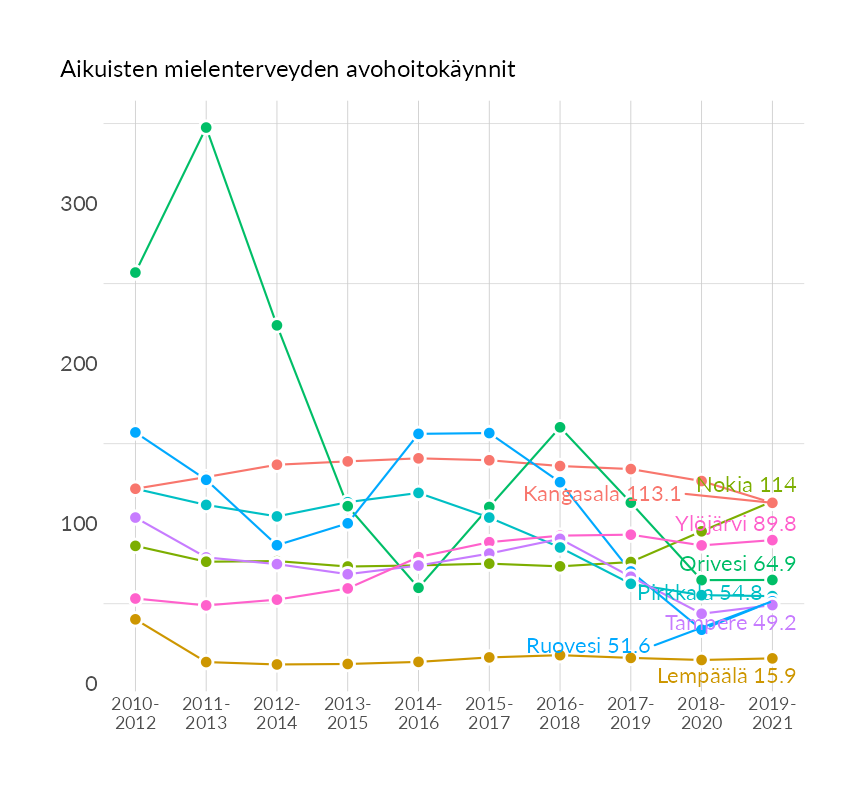 Aikuisten mielenterveyden avohoitokäynnit
300
200
100
0
Nokia 114
Kangasala 113.1
Ylöjärvi 89.8
Orivesi 64.9
Pirkkala 54.8
Tampere 49.2
Ruovesi 51.6
Lempäälä 15.9
2010-
2012
2011-
2013
2012-
2014
2013-
2015
2014-
2016
2015-
2017
2016-
2018
2017-
2019
2018-
2020
2019-
2021